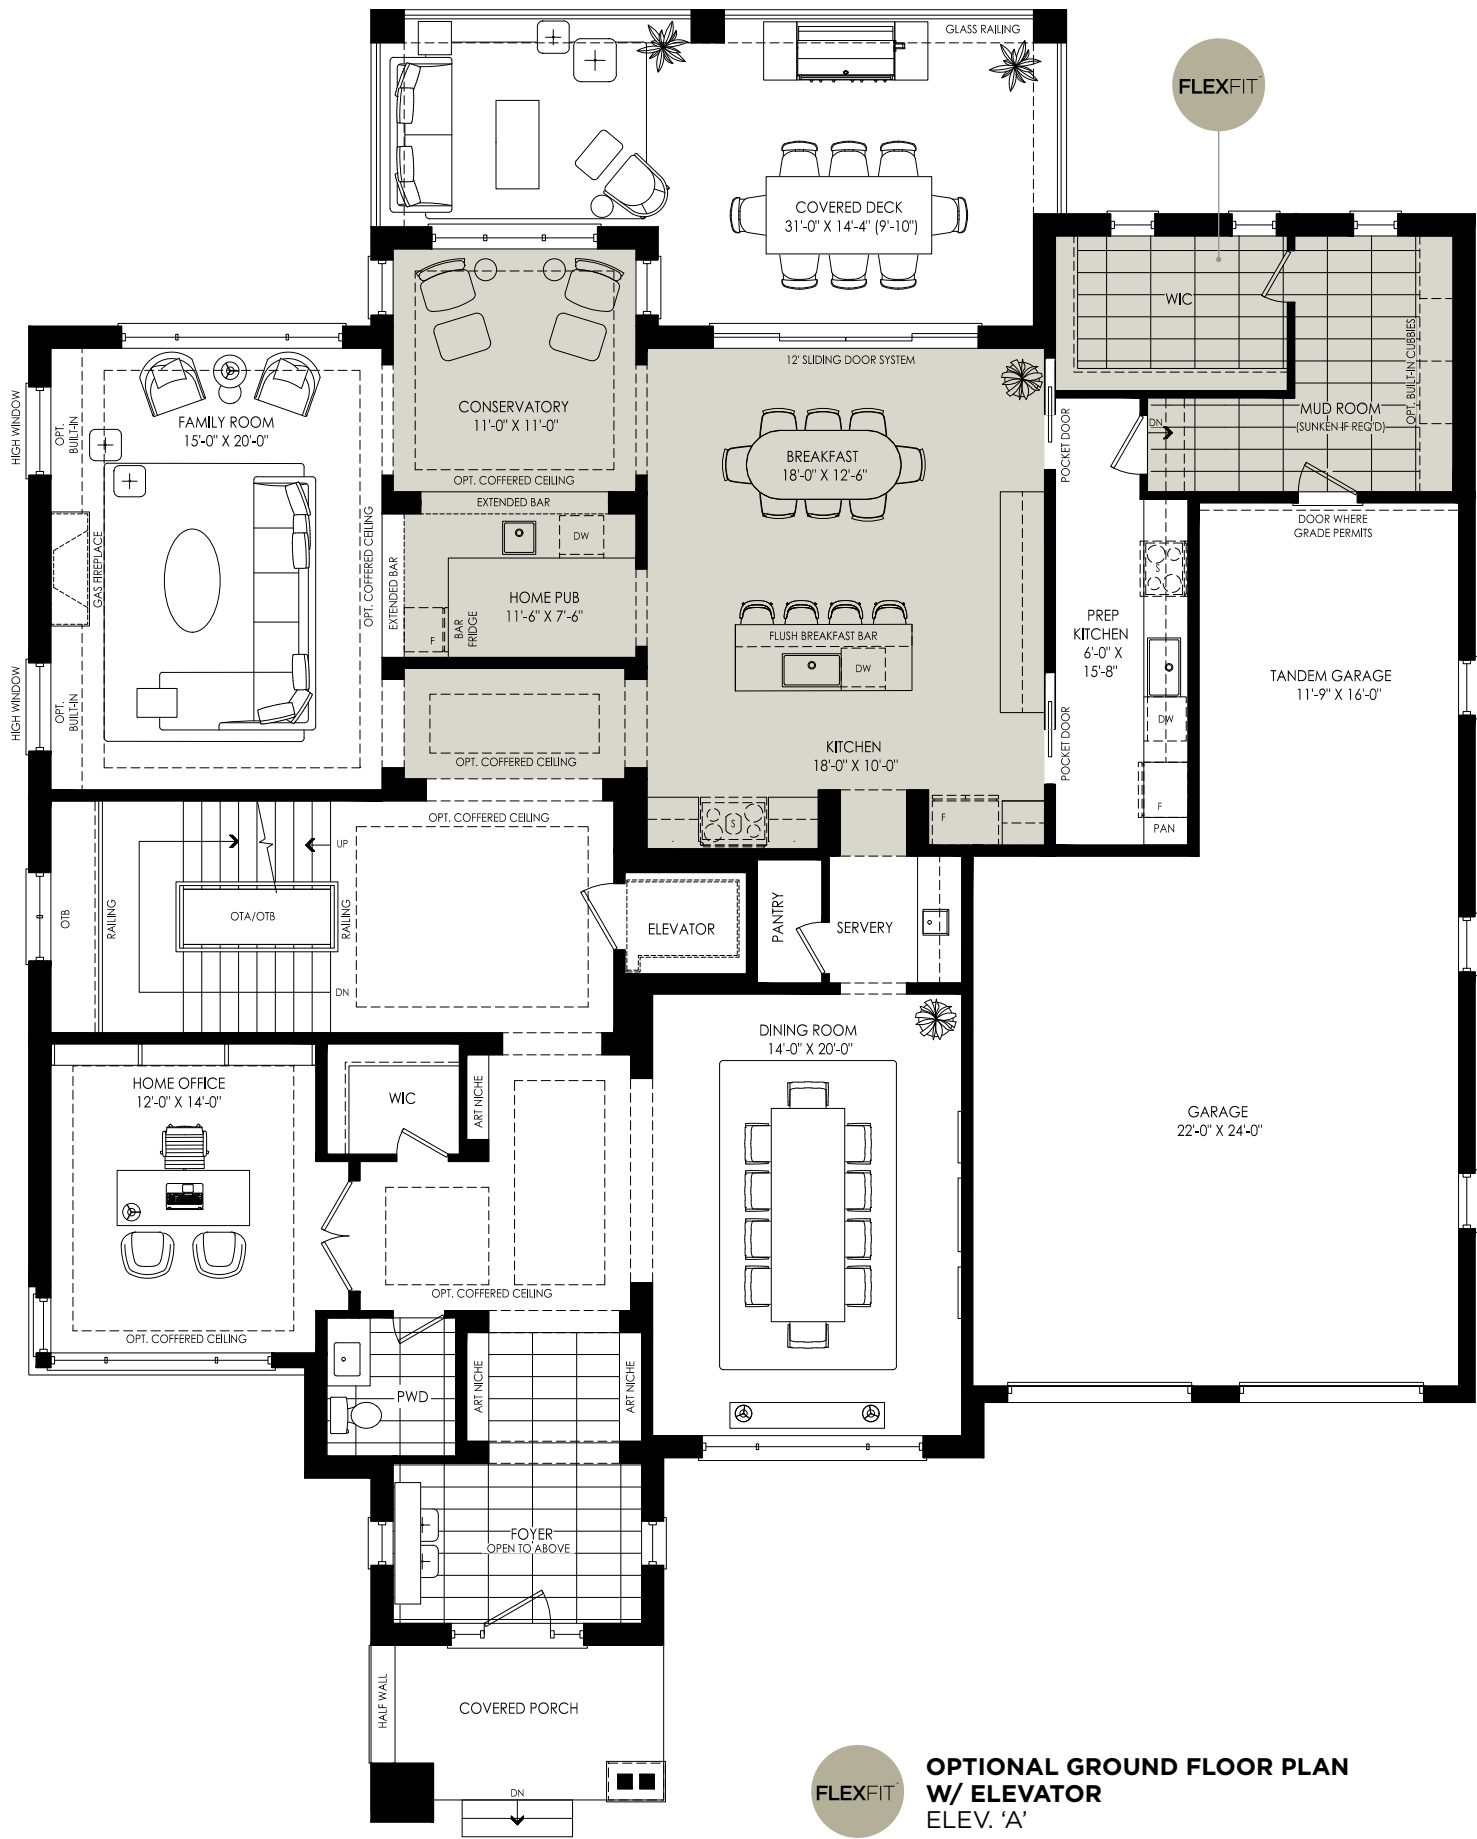 GLASS RAILING
FLEXFIT
COVERED DECK
31'-0" X 14'-4" (9'-10")
WIC
12' SLIDING DOOR SYSTEM
OPT. BUILT-IN CUBBIES
MUD ROOM
(SUNKEN IF REQ'D)
DN
HIGH WINDOW
OPT.
BUILT-IN
FAMILY ROOM
15'-0" X 20'-0"
CONSERVATORY
11'-0" X 11'-0"
OPT. COFFERED CEILING
BREAKFAST
18'-0" X 12'-6"
POCKET DOOR
EXTENDED BAR
DW
DOOR WHERE
GRADE PERMITS
GAS FIREPLACE
OPT. COFFERED CEILING
EXTENDED BAR
HOME PUB
11'-6" X 7'-6"
F
BAR
FRIDGE
FLUSH BREAKFAST BAR
DW
S
PREP
KITCHEN
6'-0" X
15'-8"
TANDEM GARAGE
11'-9" X 16'-0"
HIGH WINDOW
OPT.
BUILT-IN
OPT. COFFERED CEILING
KITCHEN
18'-0" X 10'-0"
POCKET DOOR
DW
F
PAN
OPT. COFFERED CEILING
S
F
UP
OTB
RAILING
OTA/OTB
RAILING
DN
ELEVATOR
PANTRY
SERVERY
DINING ROOM
14'-0" X 20'-0"
HOME OFFICE
12'-0" X 14'-0"
WIC
ART NICHE
GARAGE
22'-0" X 24'-0"
OPT. COFFERED CEILING
OPT. COFFERED CEILING
PWD
ART NICHE
ART NICHE
FOYER
OPEN TO ABOVE
HALF WALL
COVERED PORCH
DN
FLEXFIT
OPTIONAL GROUND FLOOR PLAN
W/ ELEVATOR
ELEV. ‘A’